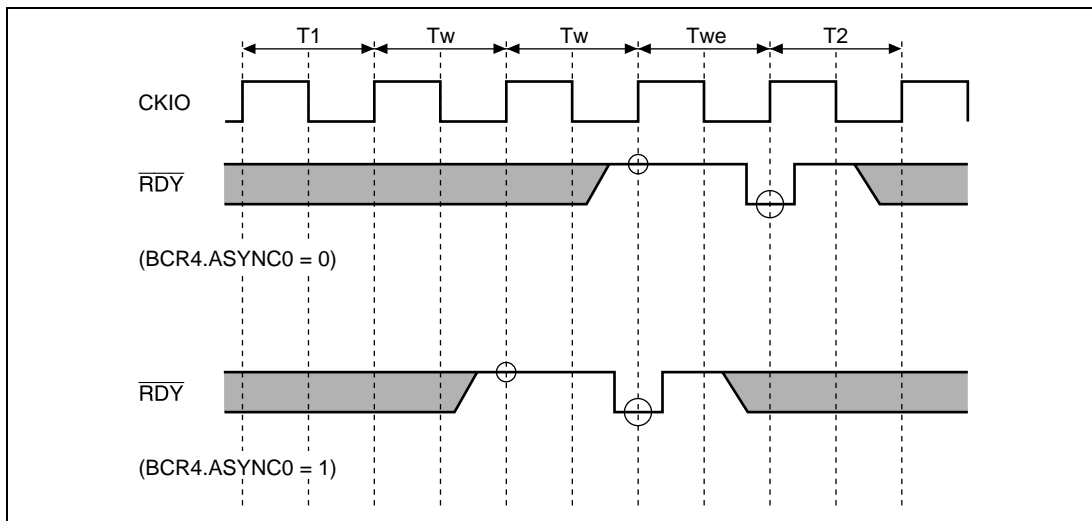 T1 Tw Tw Twe T2
CKIO
RDY
(BCR4.ASYNC0 = 0)
RDY
(BCR4.ASYNC0 = 1)